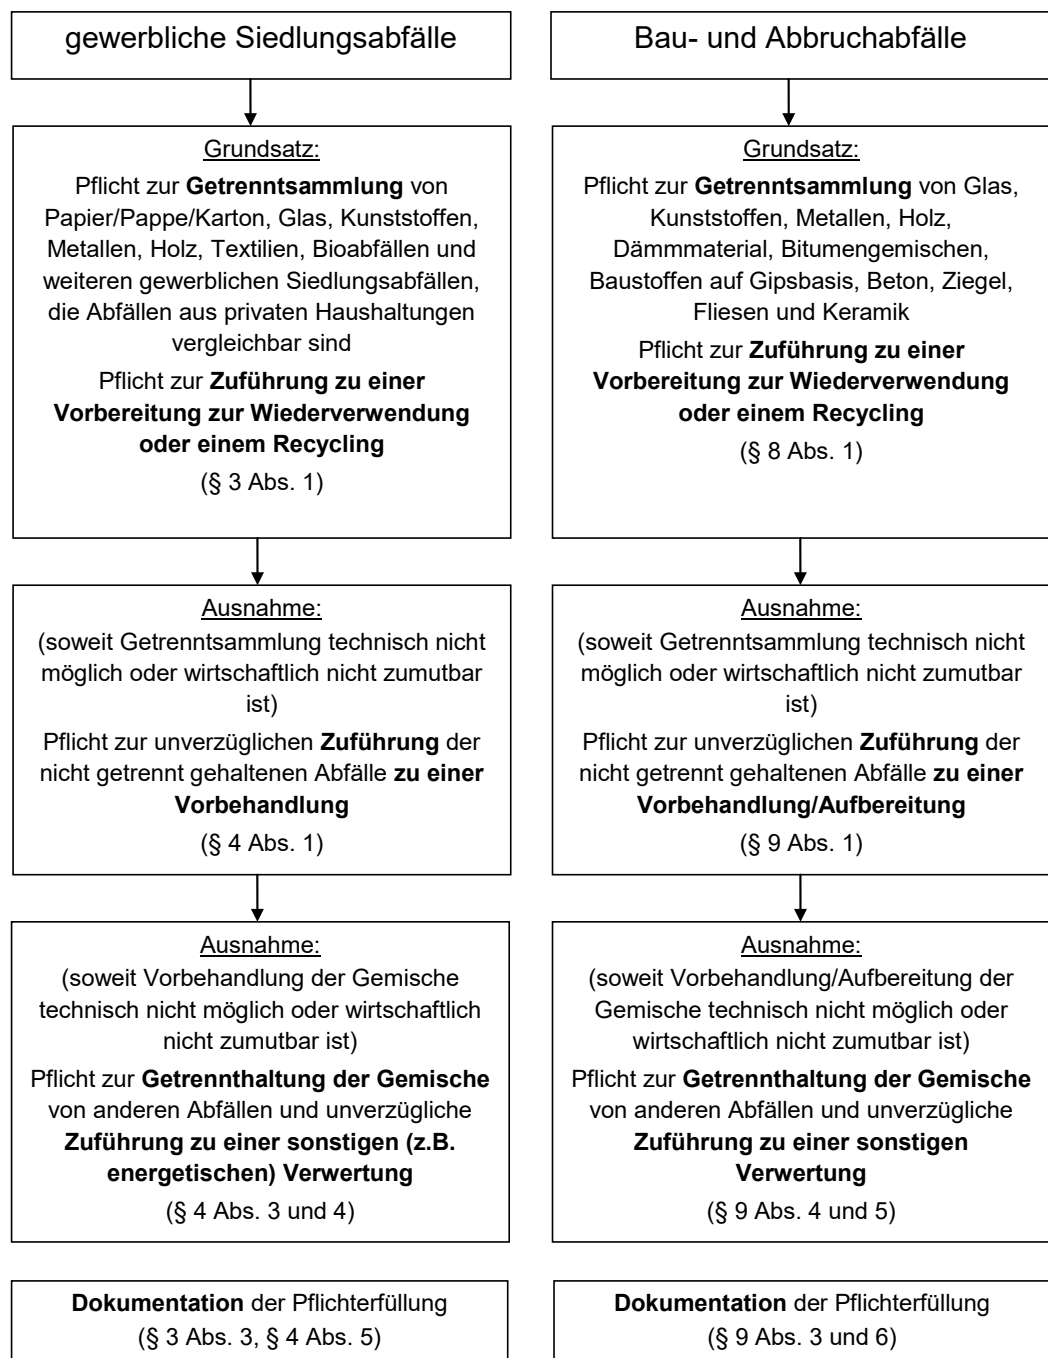 gewerbliche Siedlungsabfälle
Grundsatz:
Pflicht zur Getrenntsammlung von
Papier/Pappe/Karton, Glas, Kunststoffen,
Metallen, Holz, Textilien, Bioabfällen und
weiteren gewerblichen Siedlungsabfällen,
die Abfällen aus privaten Haushaltungen
vergleichbar sind
Pflicht zur Zuführung zu einer
Vorbereitung zur Wiederverwendung
oder einem Recycling
(§ 3 Abs. 1)
Ausnahme:
(soweit Getrenntsammlung technisch nicht
möglich oder wirtschaftlich nicht zumutbar
ist)
Pflicht zur unverzüglichen Zuführung der
nicht getrennt gehaltenen Abfälle zu einer
Vorbehandlung
(§ 4 Abs. 1)
Ausnahme:
(soweit Vorbehandlung der Gemische
technisch nicht möglich oder wirtschaftlich
nicht zumutbar ist)
Pflicht zur Getrennthaltung der Gemische
von anderen Abfällen und unverzügliche
Zuführung zu einer sonstigen (z.B.
energetischen) Verwertung
(§ 4 Abs. 3 und 4)
Dokumentation der Pflichterfüllung
(§ 3 Abs. 3, § 4 Abs. 5)
Bau- und Abbruchabfälle
Grundsatz:
Pflicht zur Getrenntsammlung von Glas,
Kunststoffen, Metallen, Holz,
Dämmmaterial, Bitumengemischen,
Baustoffen auf Gipsbasis, Beton, Ziegel,
Fliesen und Keramik
Pflicht zur Zuführung zu einer
Vorbereitung zur Wiederverwendung
oder einem Recycling
(§ 8 Abs. 1)
Ausnahme:
(soweit Getrenntsammlung technisch nicht
möglich oder wirtschaftlich nicht zumutbar
ist)
Pflicht zur unverzüglichen Zuführung der
nicht getrennt gehaltenen Abfälle zu einer
Vorbehandlung/Aufbereitung
(§ 9 Abs. 1)
Ausnahme:
(soweit Vorbehandlung/Aufbereitung der
Gemische technisch nicht möglich oder
wirtschaftlich nicht zumutbar ist)
Pflicht zur Getrennthaltung der Gemische
von anderen Abfällen und unverzügliche
Zuführung zu einer sonstigen
Verwertung
(§ 9 Abs. 4 und 5)
Dokumentation der Pflichterfüllung
(§ 9 Abs. 3 und 6)